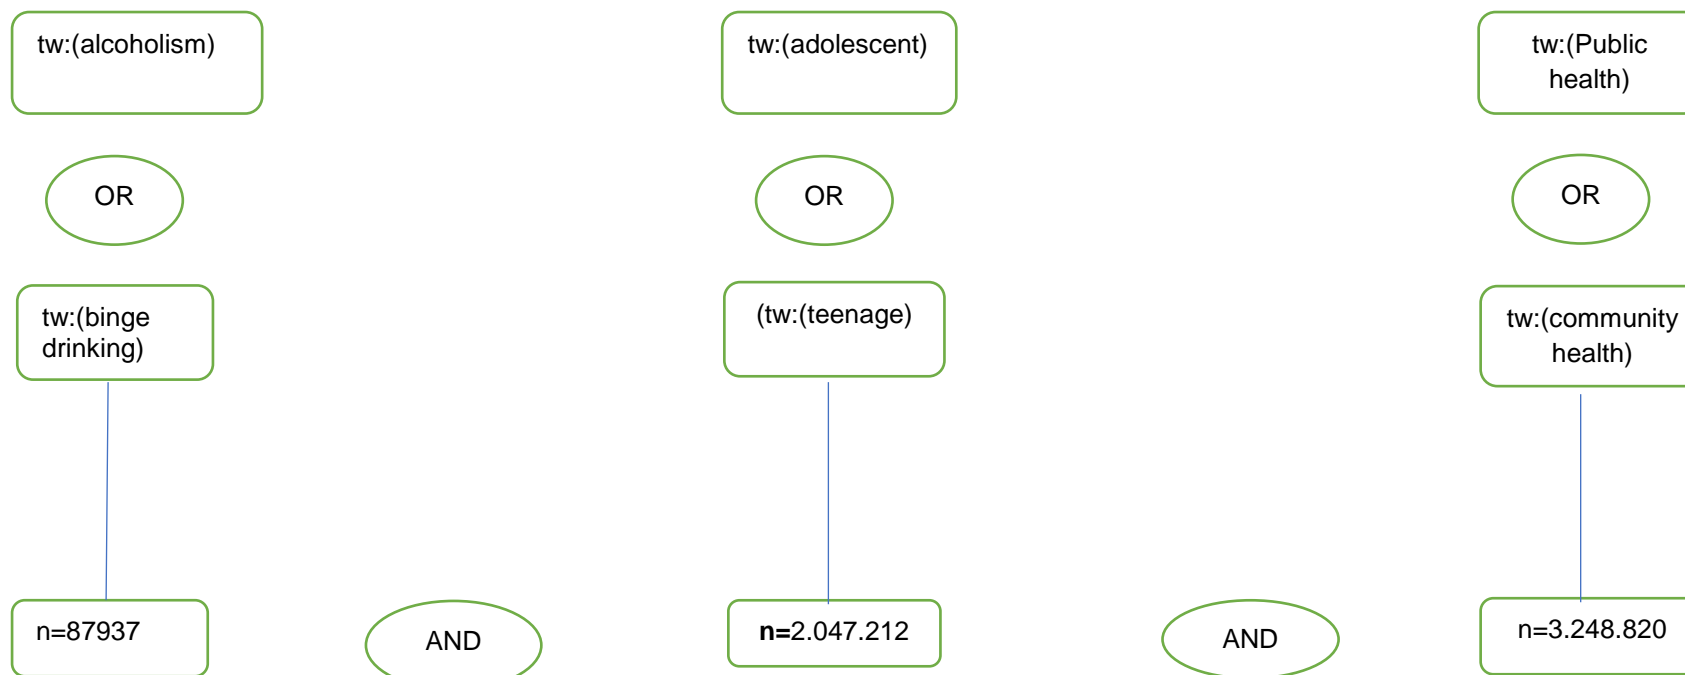 tw:(alcoholism)
tw:(adolescent)
tw:(Public
health)
OR
OR
OR
tw:(binge
drinking)
(tw:(teenage)
tw:(community
health)
n=87937
AND
n=2.047.212
AND
n=3.248.820